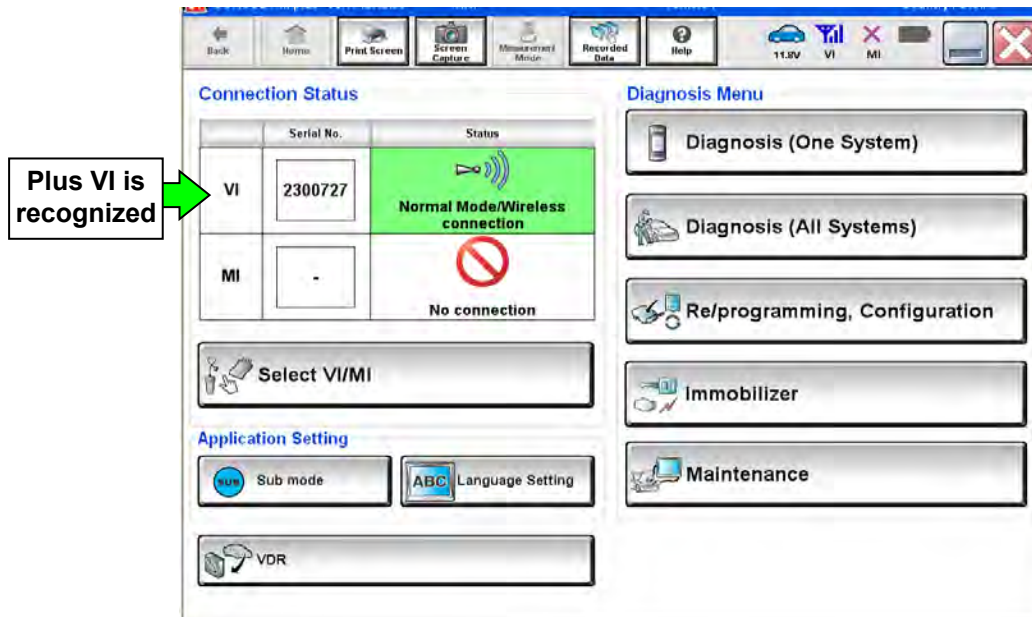 Back
Home
Print Screen
Screen
Capture
Measurement
Mode
Recorded
Data
Help
11.8V
VI
MI
Connection Status
Diagnosis Menu
Serial No.
Status
Plus VI is
recognized
VI
2300727
Normal Mode/Wireless
connection
MI
-
No connection
Select VI/MI
Application Setting
SUB
Sub mode
ABC
Language Setting
VDR
Diagnosis (One System)
Diagnosis (All Systems)
Re/programming, Configuration
Immobilizer
Maintenance